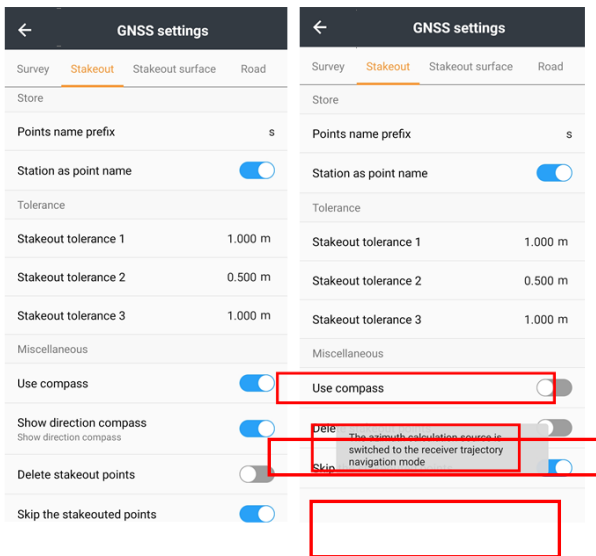 GNSS settings
Survey Stakeout Stakeout surface Road
Store
Points name prefix s
Station as point name
Tolerance
Stakeout tolerance 1 1.000 m
Stakeout tolerance 2 0.500 m
Stakeout tolerance 3 1.000 m
Miscellaneous
Use compass
Show direction compass
Show direction compass
Delete stakeout points
Skip the stakeouted points
GNSS settings
Survey Stakeout Stakeout surface Road
Store
Points name prefix s
Station as point name
Tolerance
Stakeout tolerance 1 1.000 m
Stakeout tolerance 2 0.500 m
Stakeout tolerance 3 1.000 m
Miscellaneous
Use compass
Dele
The azimuth calculation source is
switched to the receiver trajectory
navigation mode
Skip